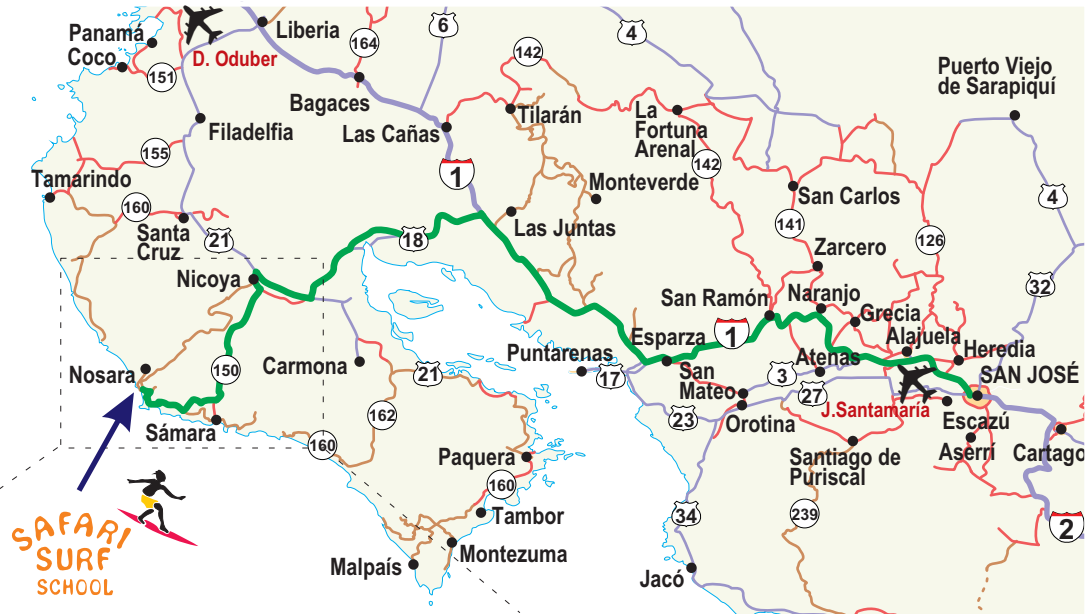 Panamá
Coco
151
D. Oduber
Liberia
164
6
142
4
Puerto Viejo
de Sarapiquí
Bagaces
Filadelfia
Las Cañas
Tilarán
La
Fortuna
Arenal
142
155
1
Tamarindo
160
Monteverde
San Carlos
4
Santa
Cruz
21
18
Las Juntas
141
126
Zarcero
32
Nicoya
San Ramón
Naranjo
Grecia
Esparza
1
Alajuela
Heredia
Puntarenas
Atenas
SAN JOSÉ
Nosara
150
Carmona
21
17
San
Mateo
3
27
J.Santamaría
Escazú
162
23
Orotina
Sámara
160
Santiago de
Puriscal
Aserrí
Cartago
Paquera
160
Tambor
34
239
2
SAFARI
SURF
SCHOOL
Malpaís
Montezuma
Jacó